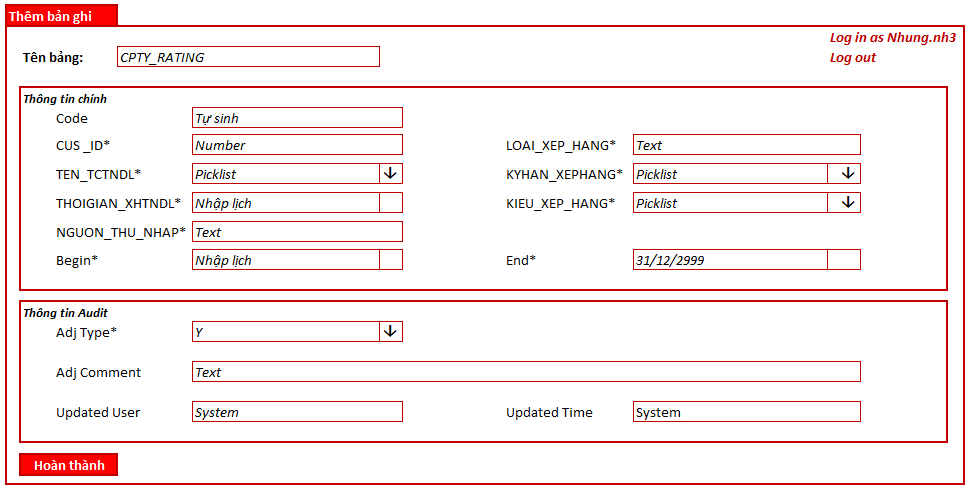 Thêm bản ghi
Log in as Nhung.nh3
Tên bảng: CPTY_RATING
Log out
Thông tin chính
Code Tự sinh
CUS _ID* Number LOAI_XEP_HANG* Text
TEN_TCTNDL* Picklist KYHAN_XEPHANG* Picklist
THOIGIAN_XHTNDL* Nhập lịch KIEU_XEP_HANG* Picklist
NGUON_THU_NHAP* Text
Begin* Nhập lịch End* 31/12/2999
Thông tin Audit
Adj Type* Y
Adj Comment Text
Updated User System Updated Time System
Hoàn thành